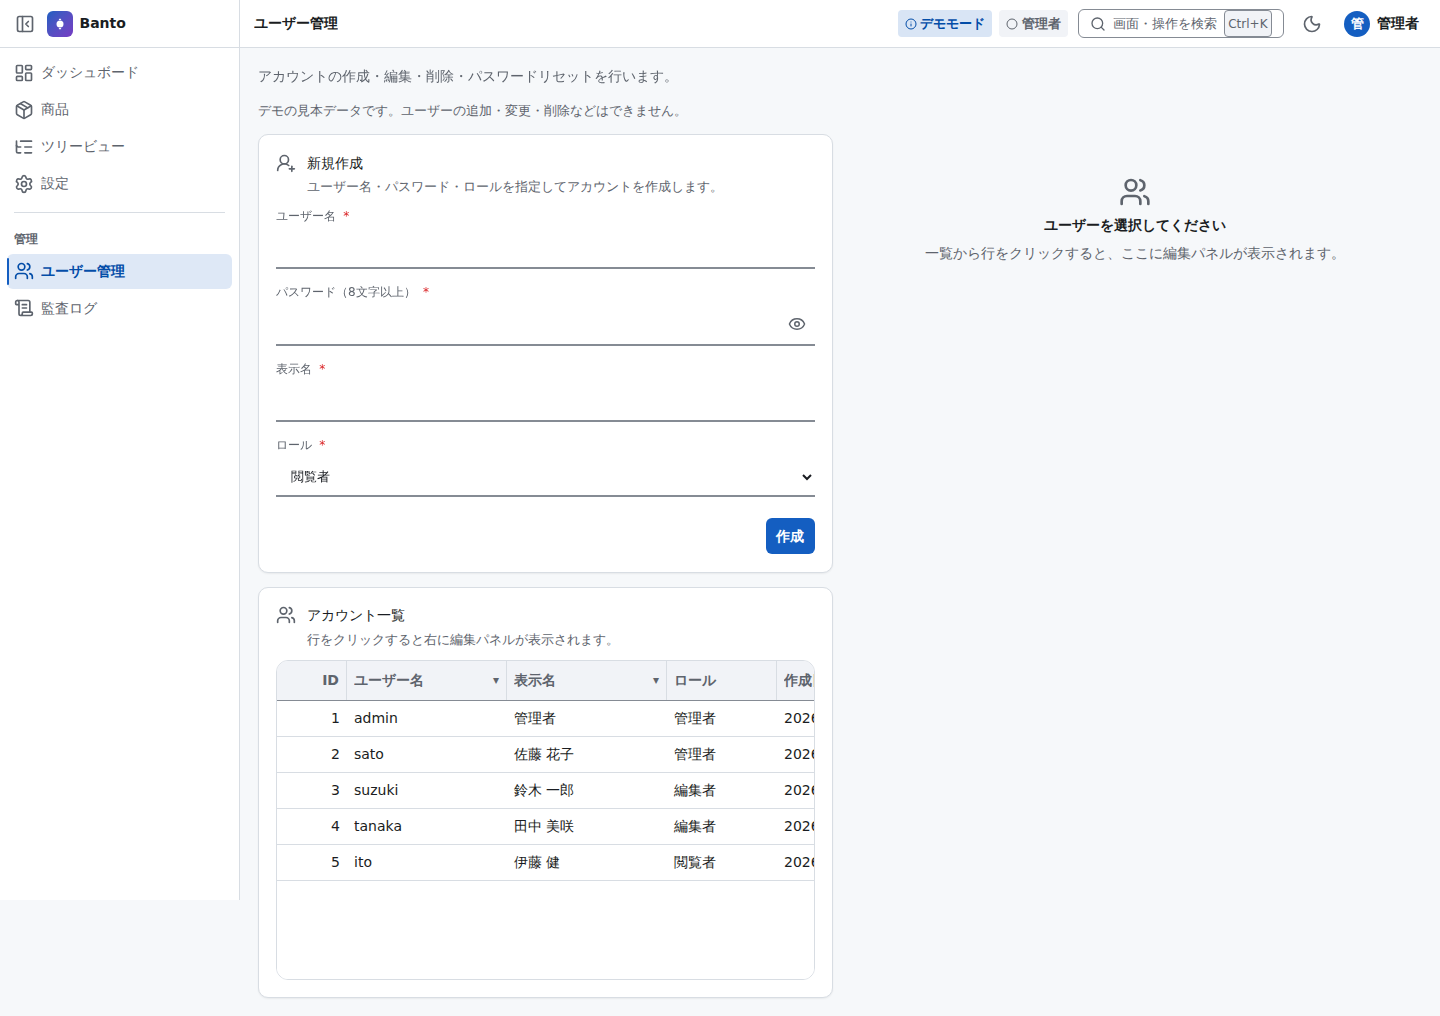 Banto
ユーザー管理
デモモード
管理者
画面・操作を検索
Ctrl+K
管
管理者
ダッシュボード
商品
ツリービュー
設定
管理
ユーザー管理
監査ログ
アカウントの作成・編集・削除・パスワードリセットを行います。
デモの見本データです。ユーザーの追加・変更・削除などはできません。
新規作成
ユーザー名・パスワード・ロールを指定してアカウントを作成します。
ユーザー名 *
パスワード（8文字以上） *
表示名 *
ロール *
閲覧者
作成
ユーザーを選択してください
一覧から行をクリックすると、ここに編集パネルが表示されます。
アカウント一覧
行をクリックすると右に編集パネルが表示されます。
ID ユーザー名 ▼ 表示名 ▼ ロール 作成
1 admin 管理者 管理者 2026
2 sato 佐藤 花子 管理者 2026
3 suzuki 鈴木 一郎 編集者 2026
4 tanaka 田中 美咲 編集者 2026
5 ito 伊藤 健 閲覧者 2026